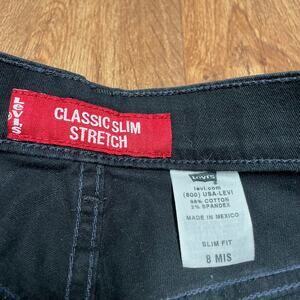 Levi's
CLASSIC SLIM
STRETCH
Levi's
levi.com
(800) USA-LEVI
98% COTTON
2% SPANDEX
MADE IN MEXICO
SLIM FIT
8 MIS